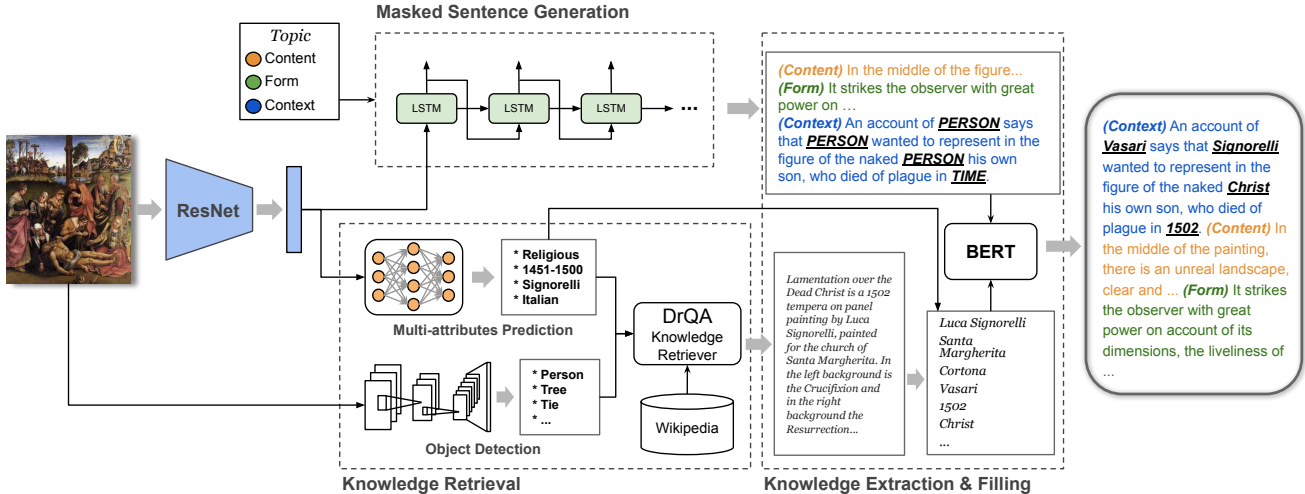 Masked Sentence Generation
Topic
Content
Form
Context
LSTM
LSTM
LSTM
...
(Content) In the middle of the figure...
(Form) It strikes the observer with great
power on …
(Context) An account of PERSON says
that PERSON wanted to represent in the
figure of the naked PERSON his own
son, who died of plague in TIME.
ResNet
* Religious
* 1451-1500
* Signorelli
* Italian
Multi-attributes Prediction
* Person
* Tree
* Tie
* ...
Object Detection
DrQA
Knowledge
Retriever
Wikipedia
Knowledge Retrieval
Lamentation over the
Dead Christ is a 1502
tempera on panel
painting by Luca
Signorelli, painted
for the church of
Santa Margherita. In
the left background is
the Crucifixion and
in the right
background the
Resurrection...
BERT
Luca Signorelli
Santa
Margherita
Cortona
Vasari
1502
Christ
...
Knowledge Extraction & Filling
(Context) An account of
Vasari says that Signorelli
wanted to represent in the
figure of the naked Christ
his own son, who died of
plague in 1502. (Content) In
the middle of the painting,
there is an unreal landscape,
clear and ... (Form) It strikes
the observer with great
power on account of its
dimensions, the liveliness of
...